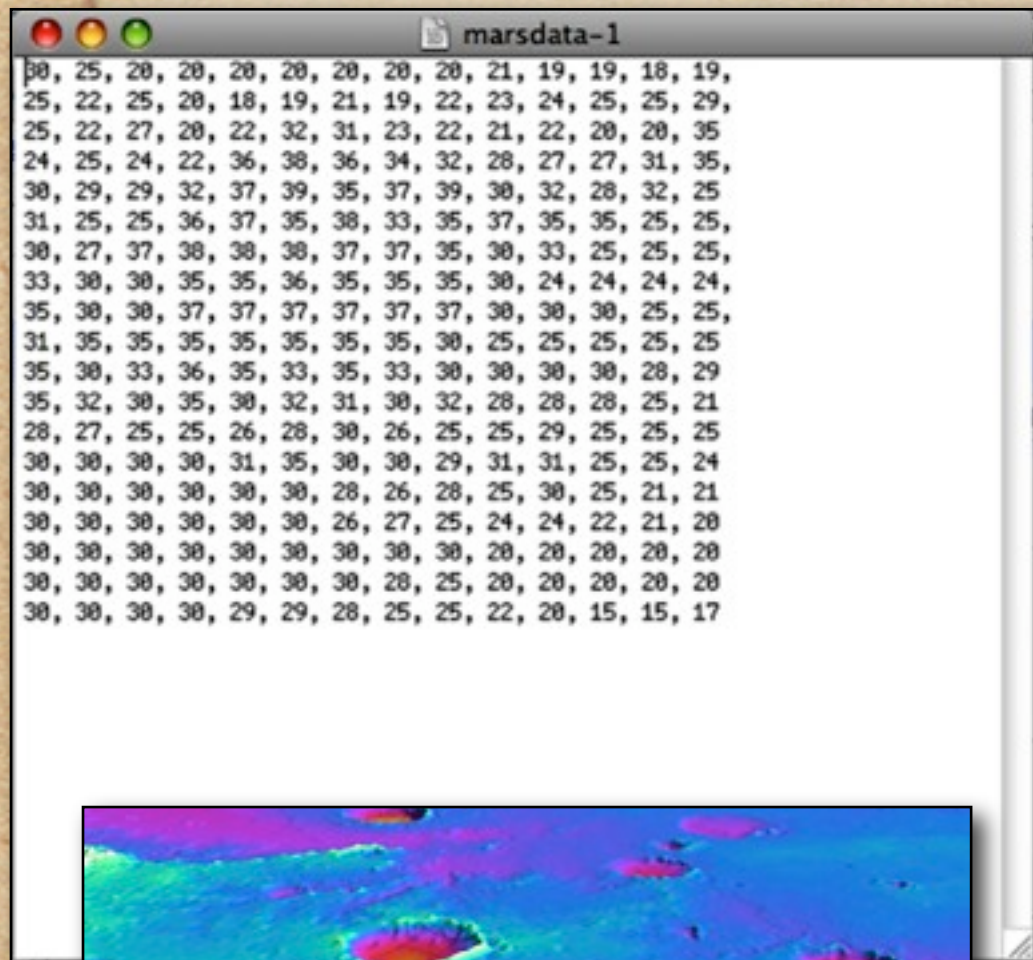 marsdata-1
30, 25, 20, 20, 20, 20, 20, 20, 20, 21, 19, 19, 18, 19,
25, 22, 25, 20, 18, 19, 21, 19, 22, 23, 24, 25, 25, 29,
25, 22, 27, 20, 22, 32, 31, 23, 22, 21, 22, 20, 20, 35
24, 25, 24, 22, 36, 38, 36, 34, 32, 28, 27, 27, 31, 35,
30, 29, 29, 32, 37, 39, 35, 37, 39, 30, 32, 28, 32, 25
31, 25, 25, 36, 37, 35, 38, 33, 35, 37, 35, 35, 25, 25,
30, 27, 37, 38, 38, 38, 37, 37, 35, 30, 33, 25, 25, 25,
33, 30, 30, 35, 35, 36, 35, 35, 35, 30, 24, 24, 24, 24,
35, 30, 30, 37, 37, 37, 37, 37, 37, 30, 30, 30, 25, 25,
31, 35, 35, 35, 35, 35, 35, 35, 30, 25, 25, 25, 25, 25
35, 30, 33, 36, 35, 33, 35, 33, 30, 30, 30, 30, 28, 29
35, 32, 30, 35, 30, 32, 31, 30, 32, 28, 28, 28, 25, 21
28, 27, 25, 25, 26, 28, 30, 26, 25, 25, 29, 25, 25, 25
30, 30, 30, 30, 31, 35, 30, 30, 29, 31, 31, 25, 25, 24
30, 30, 30, 30, 30, 30, 28, 26, 28, 25, 30, 25, 21, 21
30, 30, 30, 30, 30, 30, 26, 27, 25, 24, 24, 22, 21, 20
30, 30, 30, 30, 30, 30, 30, 30, 30, 20, 20, 20, 20, 20
30, 30, 30, 30, 30, 30, 30, 28, 25, 20, 20, 20, 20, 20
30, 30, 30, 30, 29, 29, 28, 25, 25, 22, 20, 15, 15, 17